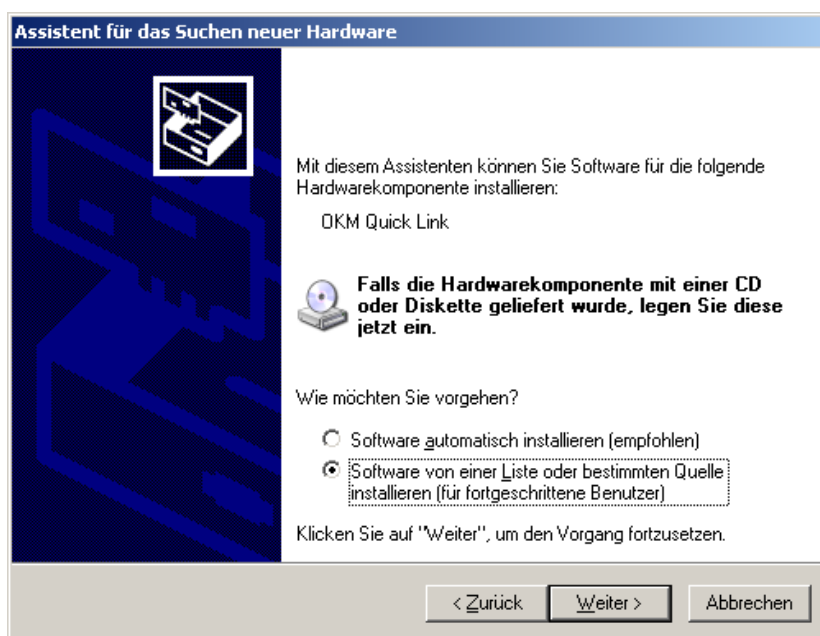 Assistent für das Suchen neuer Hardware
Mit diesem Assistenten können Sie Software für die folgende
Hardwarekomponente installieren:
OKM Quick Link
Falls die Hardwarekomponente mit einer CD
oder Diskette geliefert wurde, legen Sie diese
jetzt ein.
Wie möchten Sie vorgehen?
Software automatisch installieren (empfohlen)
Software von einer Liste oder bestimmten Quelle
installieren (für fortgeschrittene Benutzer)
Klicken Sie auf "Weiter", um den Vorgang fortzusetzen.
< Zurück Weiter > Abbrechen